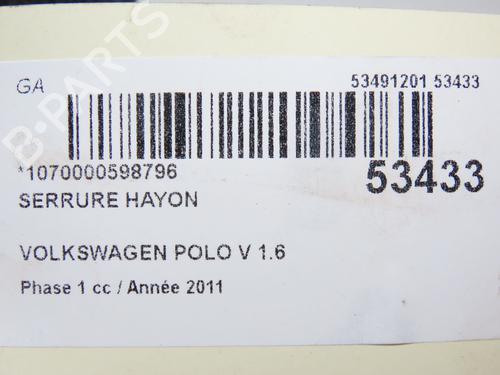 GA
53491201 53433
*1070000598796
53433
SERRURE HAYON
VOLKSWAGEN POLO V 1.6
Phase 1 cc / Année 2011
B-PARTS